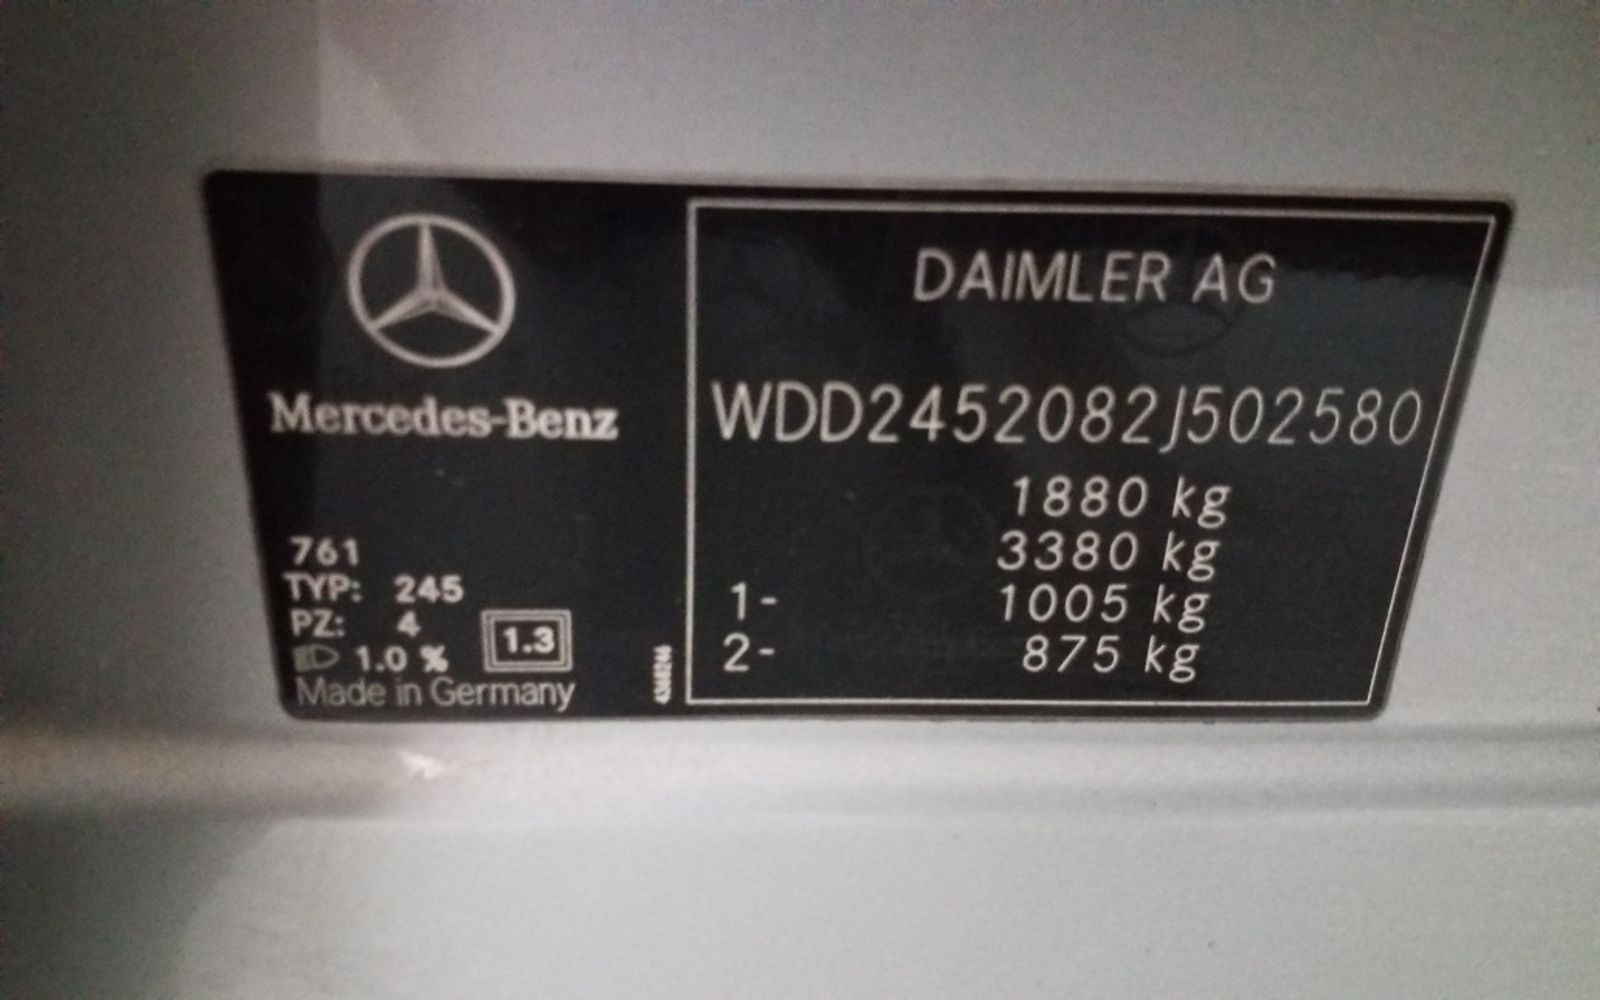 Mercedes-Benz
761
TYP: 245
PZ: 4
1.0 %
1.3
Made in Germany
DAIMLER AG
WDD2452082J502580
1880 kg
3380 kg
1- 1005 kg
2- 875 kg